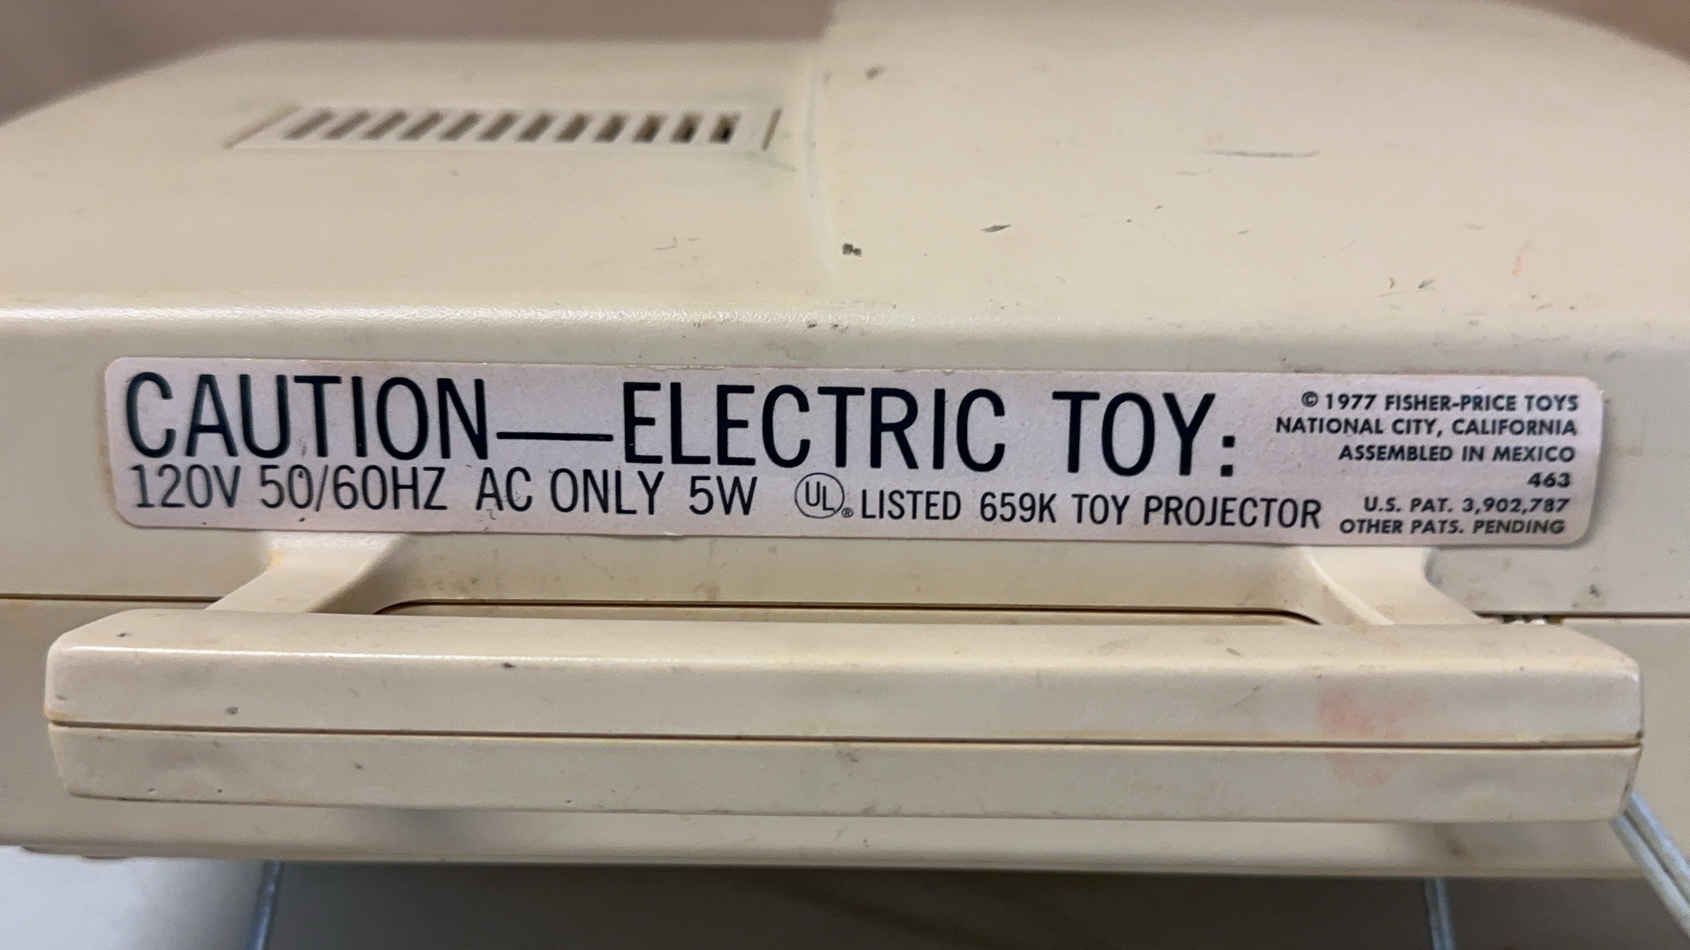 CAUTION—ELECTRIC TOY:
120V 50/60HZ AC ONLY 5W UL® LISTED 659K TOY PROJECTOR
© 1977 FISHER-PRICE TOYS
NATIONAL CITY, CALIFORNIA
ASSEMBLED IN MEXICO
463
U.S. PAT. 3,902,787
OTHER PATS. PENDING